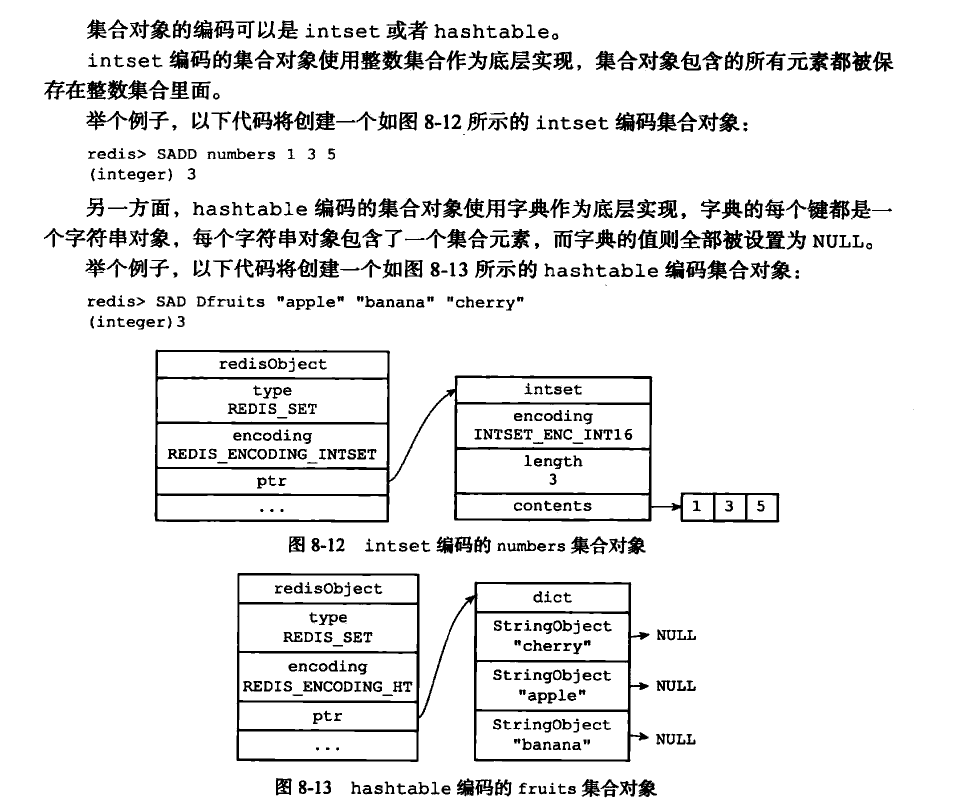 集合对象的编码可以是 intset 或者 hashtable。
intset 编码的集合对象使用整数集合作为底层实现，集合对象包含的所有元素都被保
存在整数集合里面。
举个例子，以下代码将创建一个如图 8-12 所示的 intset 编码集合对象：
redis> SADD numbers 1 3 5
(integer) 3
另一方面，hashtable 编码的集合对象使用字典作为底层实现，字典的每个键都是一
个字符串对象，每个字符串对象包含了一个集合元素，而字典的值则全部被设置为 NULL。
举个例子，以下代码将创建一个如图 8-13 所示的 hashtable 编码集合对象：
redis> SAD Dfruits "apple" "banana" "cherry"
(integer)3
redisObject
type
REDIS_SET
encoding
REDIS_ENCODING_INTSET
ptr
...
intset
encoding
INTSET_ENC_INT16
length
3
contents
1 3 5
图 8-12 intset 编码的 numbers 集合对象
redisObject
type
REDIS_SET
encoding
REDIS_ENCODING_HT
ptr
...
dict
StringObject
"cherry"
NULL
StringObject
"apple"
NULL
StringObject
"banana"
NULL
图 8-13 hashtable 编码的 fruits 集合对象